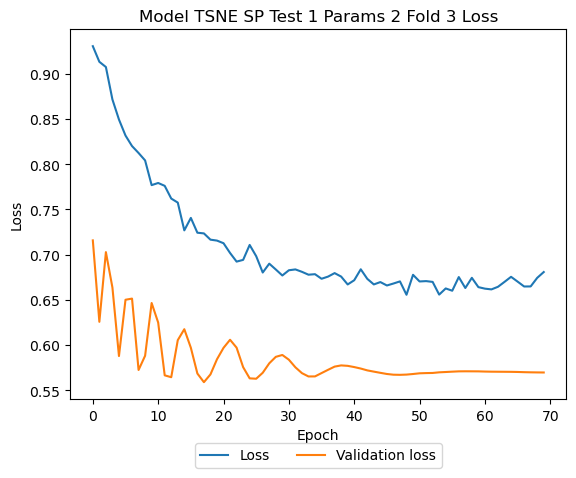 Model TSNE SP Test 1 Params 2 Fold 3 Loss
Loss
0.90
0.85
0.80
0.75
0.70
0.65
0.60
0.55
0 10 20 30 40 50 60 70
Epoch
Loss Validation loss